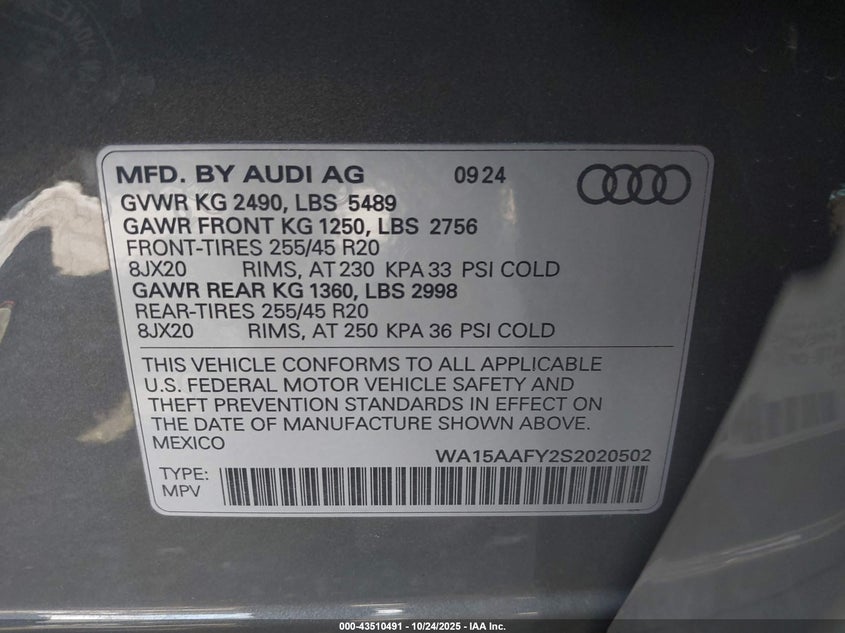 MFD. BY AUDI AG 09 24
GVWR KG 2490, LBS 5489
GAWR FRONT KG 1250, LBS 2756
FRONT-TIRES 255/45 R20
8JX20 RIMS, AT 230 KPA 33 PSI COLD
GAWR REAR KG 1360, LBS 2998
REAR-TIRES 255/45 R20
8JX20 RIMS, AT 250 KPA 36 PSI COLD
THIS VEHICLE CONFORMS TO ALL APPLICABLE
U.S. FEDERAL MOTOR VEHICLE SAFETY AND
THEFT PREVENTION STANDARDS IN EFFECT ON
THE DATE OF MANUFACTURE SHOWN ABOVE.
MEXICO
WA15AAFY2S2020502
TYPE:
MPV
000-43510491 - 10/24/2025 - IAA Inc.